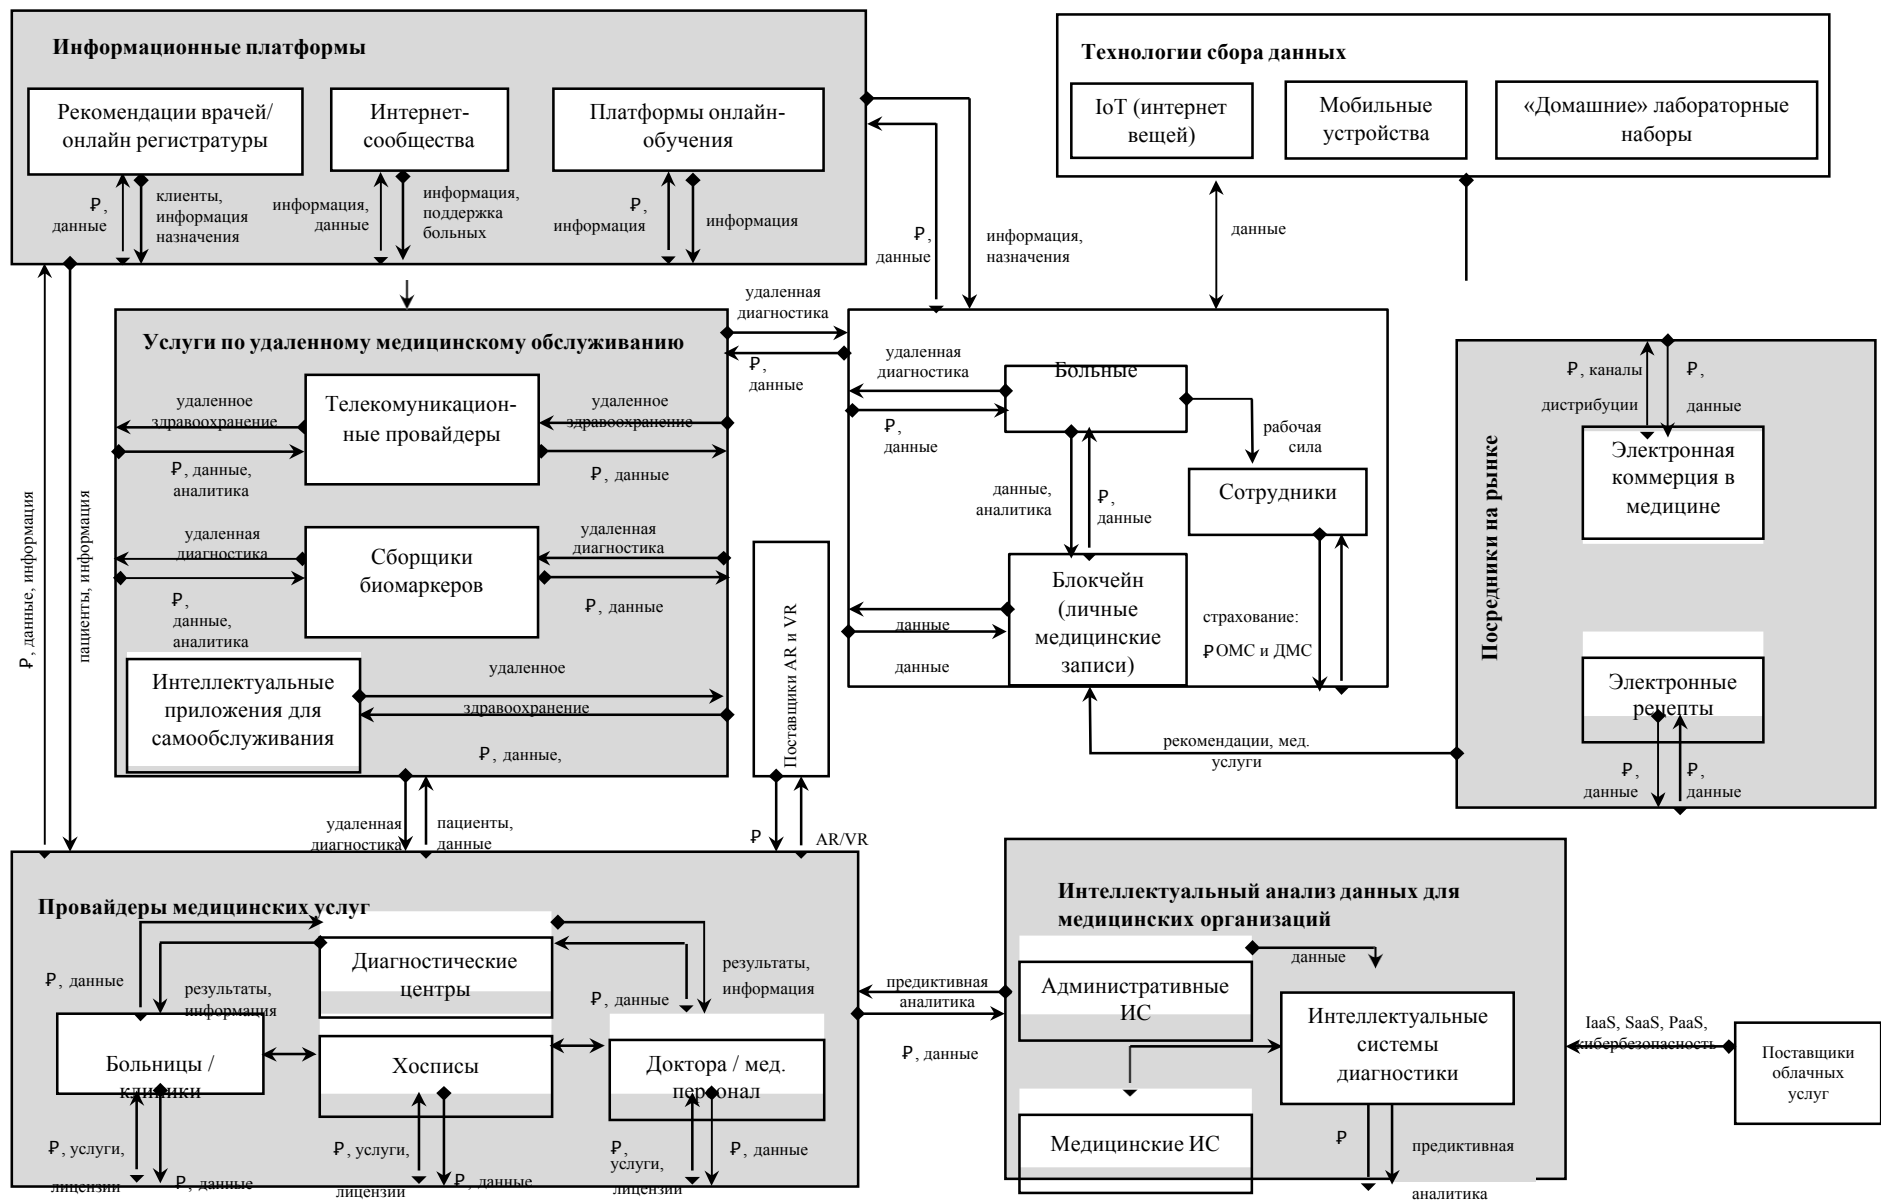 Информационные платформы
Рекомендации врачей/
онлайн регистратуры
Интернет-
сообщества
Платформы онлайн-
обучения
₽,
данные
клиенты,
информация
назначения
информация,
данные
информация,
поддержка
больных
₽,
информация
информация
Технологии сбора данных
IoT (интернет
вещей)
Мобильные
устройства
«Домашние» лабораторные
наборы
₽,
данные
информация,
назначения
данные
₽, данные, информация
пациенты, информация
Услуги по удаленному медицинскому обслуживанию
Телекомуникацион-
ные провайдеры
удаленное
здравоохранение
₽, данные,
аналитика
удаленное
здравоохранение
₽, данные
Сборщики
биомаркеров
удаленная
диагностика
₽,
данные,
аналитика
удаленная
диагностика
₽, данные
Интеллектуальные
приложения для
самообслуживания
удаленное
здравоохранение
₽, данные,
удаленная
диагностика
₽,
данные
Поставщики AR и VR
удаленная
диагностика
₽,
данные
Больные
рабочая
сила
Сотрудники
данные,
аналитика
₽,
данные
Блокчейн
(личные
медицинские
записи)
данные
данные
страхование:
₽ ОМС и ДМС
Посредники на рынке
₽, каналы
дистрибуции
₽,
данные
Электронная
коммерция в
медицине
Электронные
рецепты
₽,
данные
₽,
данные
рекомендации, мед.
услуги
удаленная
диагностика
пациенты,
данные
₽
AR/VR
Провайдеры медицинских услуг
Диагностические
центры
₽, данные
результаты,
информация
₽, данные
результаты,
информация
Больницы /
клиники
Хосписы
Доктора / мед.
персонал
₽, услуги,
лицензии
₽, данные
₽, услуги,
лицензии
₽, данные
₽,
услуги,
лицензии
₽, данные
предиктивная
аналитика
₽, данные
Интеллектуальный анализ данных для
медицинских организаций
Административные
ИС
данные
Интеллектуальные
системы
диагностики
Медицинские ИС
₽
предиктивная
аналитика
IaaS, SaaS, PaaS,
кибербезопасность
Поставщики
облачных
услуг